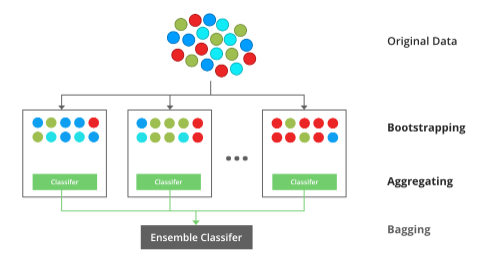 Original Data
Bootstrapping
Classifer
Classifer
Classifer
Aggregating
Ensemble Classifer
Bagging